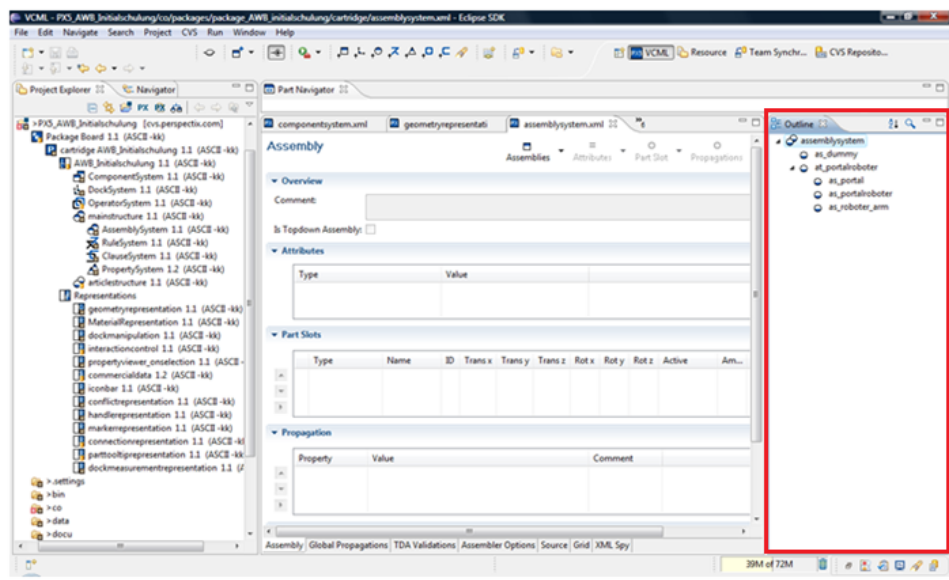 VCML - PX5_AWB_Initialschulung/co/packages/package_AWB_initialschulung/cartridge/assemblysystem.xml - Eclipse SDK
File Edit Navigate Search Project CVS Run Window Help
VCML Resource Team Synchr... CVS Reposito...
Project Explorer Navigator
>PX5_AWB_Initialschulung [cvs.perspectix.com]
Package Board 1.1 (ASCII -kk)
cartridge AWB_Initialschulung 1.1 (ASCII -kk)
AWB_Initialschulung 1.1 (ASCII -kk)
ComponentSystem 1.1 (ASCII -kk)
DockSystem 1.1 (ASCII -kk)
OperatorSystem 1.1 (ASCII -kk)
mainstructure 1.1 (ASCII -kk)
AssemblySystem 1.1 (ASCII -kk)
RuleSystem 1.1 (ASCII -kk)
ClauseSystem 1.1 (ASCII -kk)
PropertySystem 1.2 (ASCII -kk)
articlestructure 1.1 (ASCII -kk)
Representations
geometryrepresentation 1.1 (ASCII -kk)
MaterialRepresentation 1.1 (ASCII -kk)
dockmanipulation 1.1 (ASCII -kk)
interactioncontrol 1.1 (ASCII -kk)
propertyviewer_onselection 1.1 (ASCII -
commercialdata 1.2 (ASCII -kk)
iconbar 1.1 (ASCII -kk)
conflictrepresentation 1.1 (ASCII -kk)
handlerepresentation 1.1 (ASCII -kk)
markerrepresentation 1.1 (ASCII -kk)
connectionrepresentation 1.1 (ASCII -kk
parttooltiprepresentation 1.1 (ASCII -kk
dockmeasurementrepresentation 1.1 (A
>.settings
>bin
>co
>data
>docu
Part Navigator
componentsystem.xml geometryrepresentati assemblysystem.xml »6
Assembly
Assemblies Attributes Part Slot Propagations
Overview
Comment:
Is Topdown Assembly:
Attributes
Type Value
Part Slots
Type Name ID Trans x Trans y Trans z Rot x Rot y Rot z Active Am...
Propagation
Property Value Comment
Assembly Global Propagations TDA Validations Assembler Options Source Grid XML Spy
Outline
assemblysystem
as_dummy
at_portalroboter
as_portal
as_portalroboter
as_roboter_arm
39M of 72M